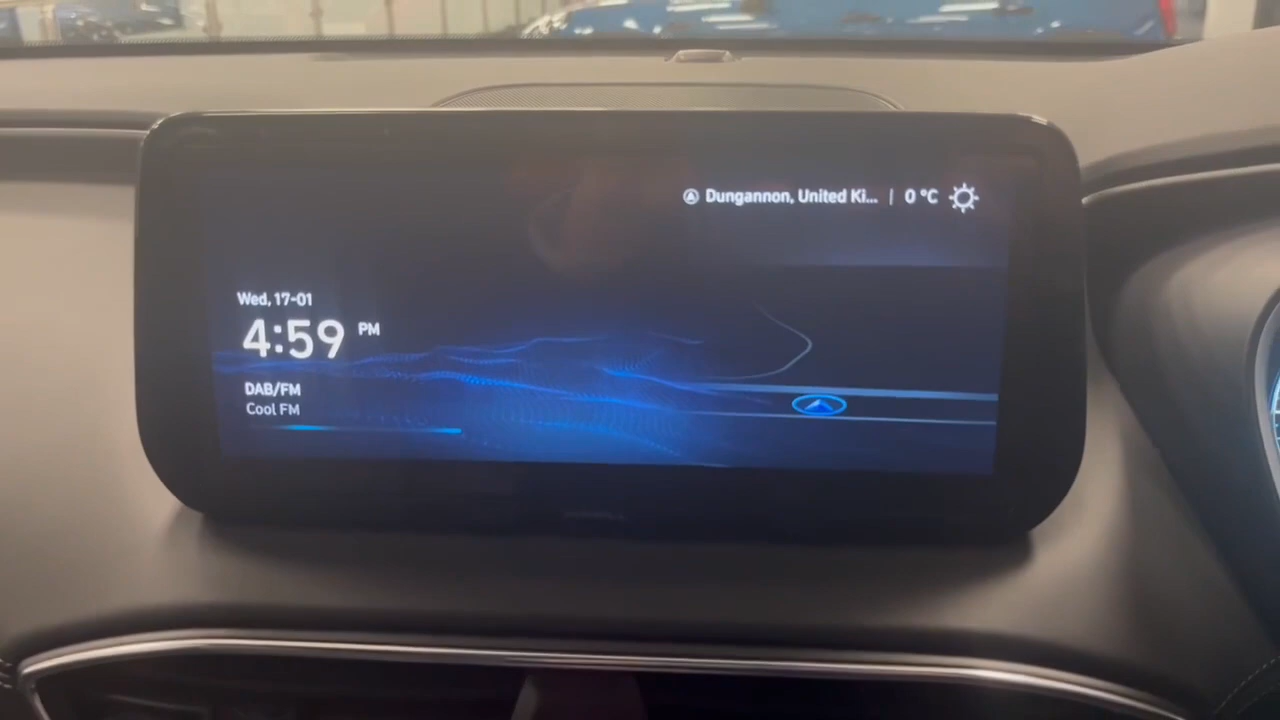 Dungannon, United Ki... | 0 °C
Wed, 17-01
4:59 PM
DAB/FM
Cool FM